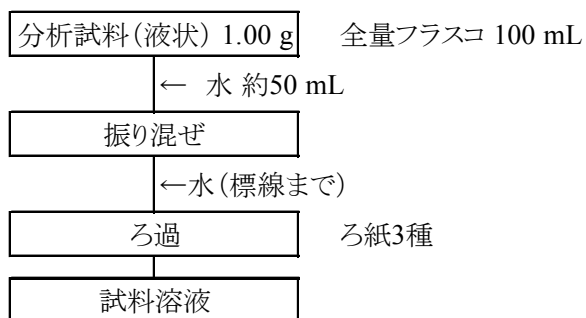 分析試料(液状) 1.00 g 全量フラスコ 100 mL
← 水 約50 mL
振り混ぜ
←水(標線まで)
ろ過 ろ紙3種
試料溶液